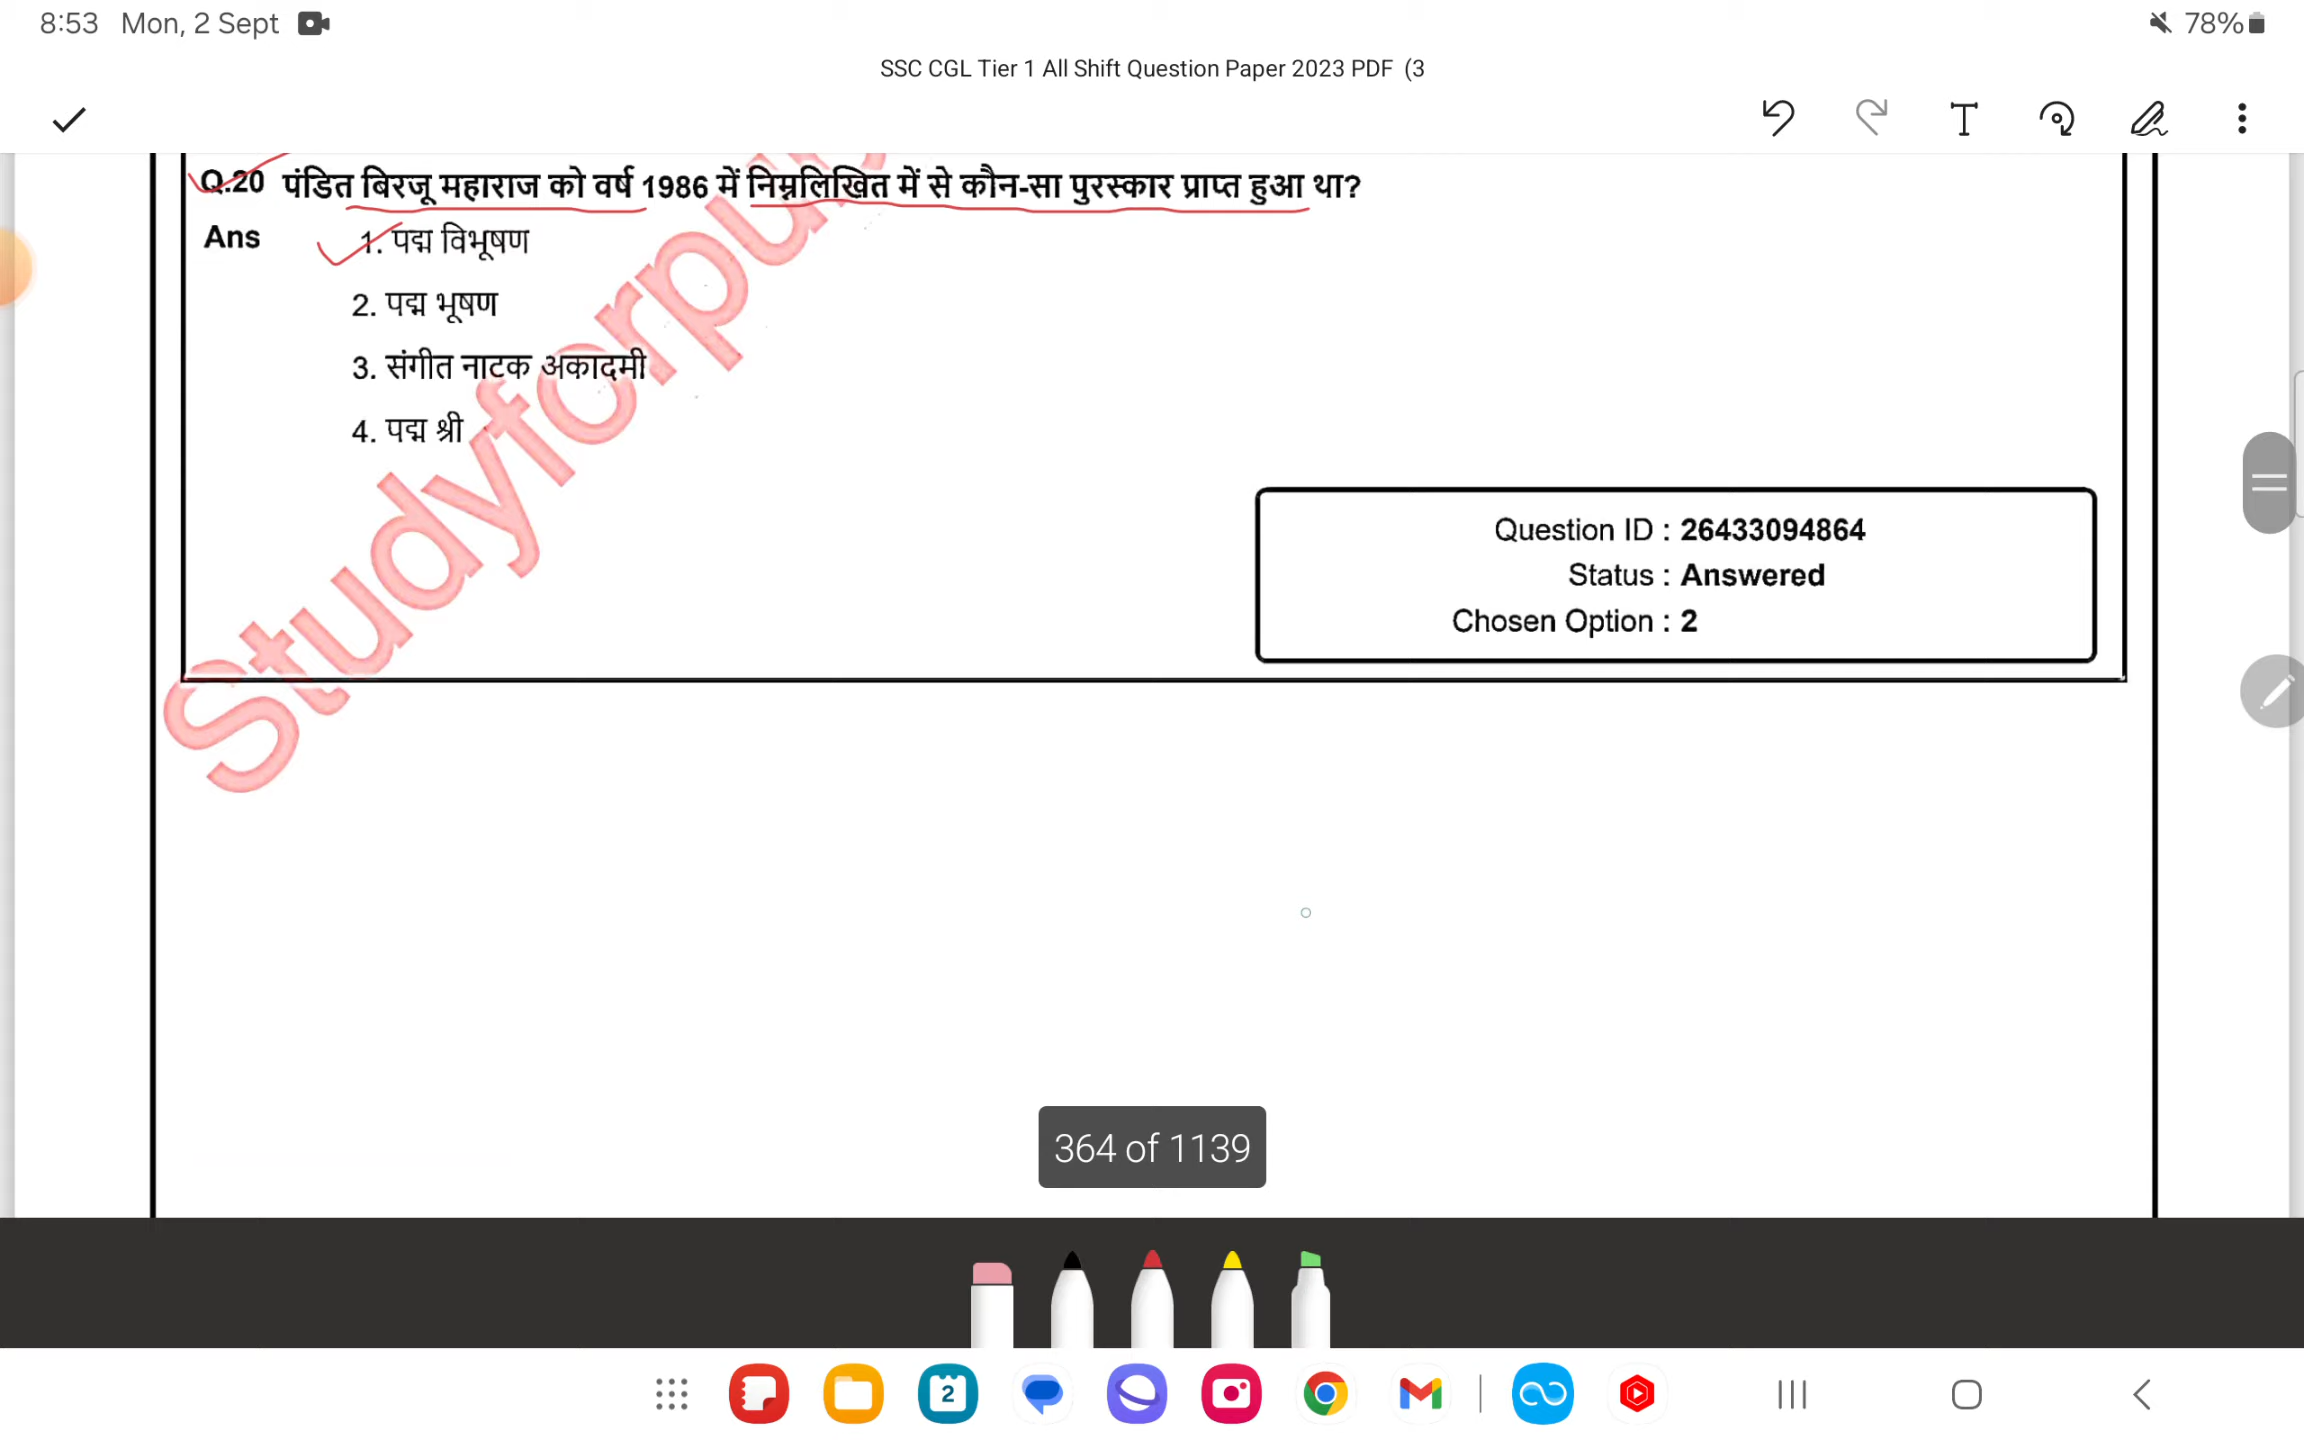 8:53 Mon, 2 Sept 78%
SSC CGL Tier 1 All Shift Question Paper 2023 PDF (3
Q.20 पंडित बिरजू महाराज को वर्ष 1986 में निम्नलिखित में से कौन-सा पुरस्कार प्राप्त हुआ था?
Ans 1. पद्म विभूषण
2. पद्म भूषण
3. संगीत नाटक अकादमी
4. पद्म श्री
Studyforpu
Question ID : 26433094864
Status : Answered
Chosen Option : 2
364 of 1139
2